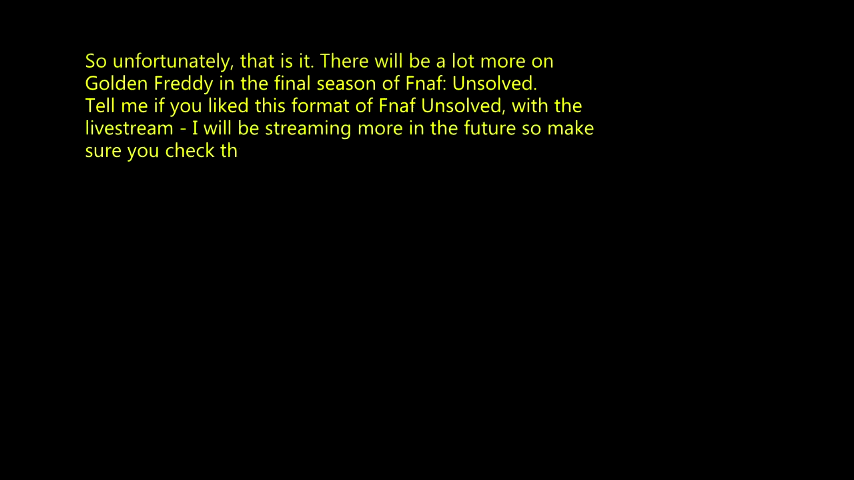 So unfortunately, that is it. There will be a lot more on
Golden Freddy in the final season of Fnaf: Unsolved.
Tell me if you liked this format of Fnaf Unsolved, with the
livestream - I will be streaming more in the future so make
sure you check th